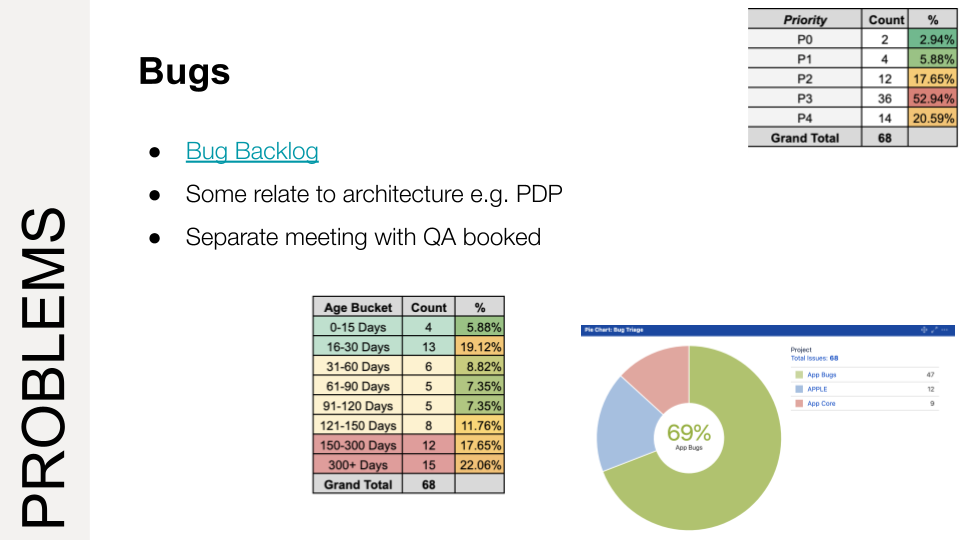 PROBLEMS
Bugs
● Bug Backlog
● Some relate to architecture e.g. PDP
● Separate meeting with QA booked
Priority Count %
P0 2 2.94%
P1 4 5.88%
P2 12 17.65%
P3 36 52.94%
P4 14 20.59%
Grand Total 68
Age Bucket Count %
0-15 Days 4 5.88%
16-30 Days 13 19.12%
31-60 Days 6 8.82%
61-90 Days 5 7.35%
91-120 Days 5 7.35%
121-150 Days 8 11.76%
150-300 Days 12 17.65%
300+ Days 15 22.06%
Grand Total 68
Pie Chart: Bug Triage
69%
App Bugs
Project
Total Issues: 68
App Bugs 47
APPLE 12
App Core 9